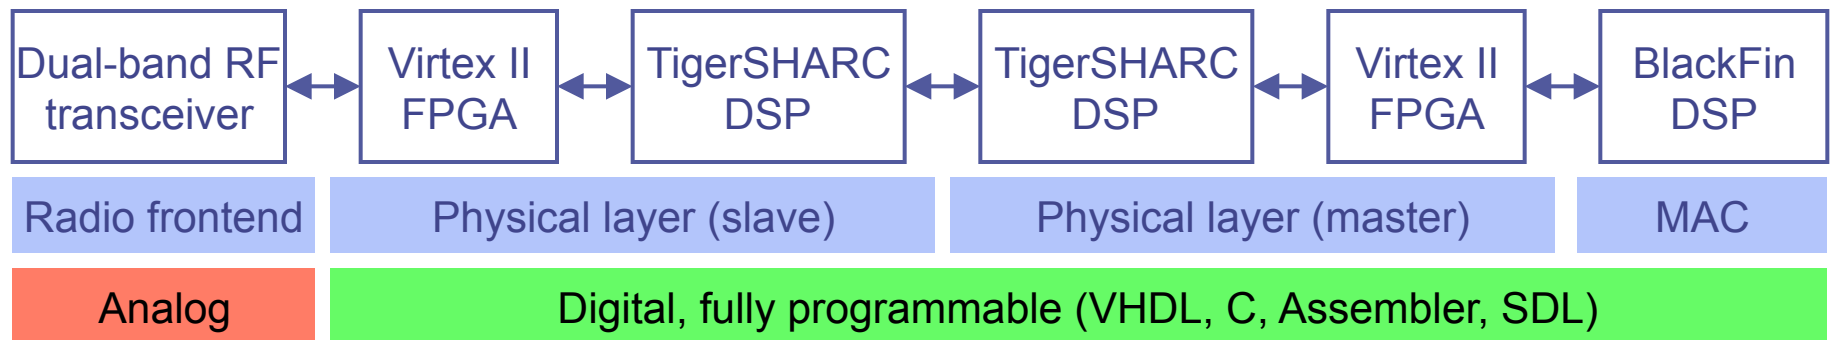 Dual-band RF
transceiver
Virtex II
FPGA
TigerSHARC
DSP
TigerSHARC
DSP
Virtex II
FPGA
BlackFin
DSP
Radio frontend
Physical layer (slave)
Physical layer (master)
MAC
Analog
Digital, fully programmable (VHDL, C, Assembler, SDL)